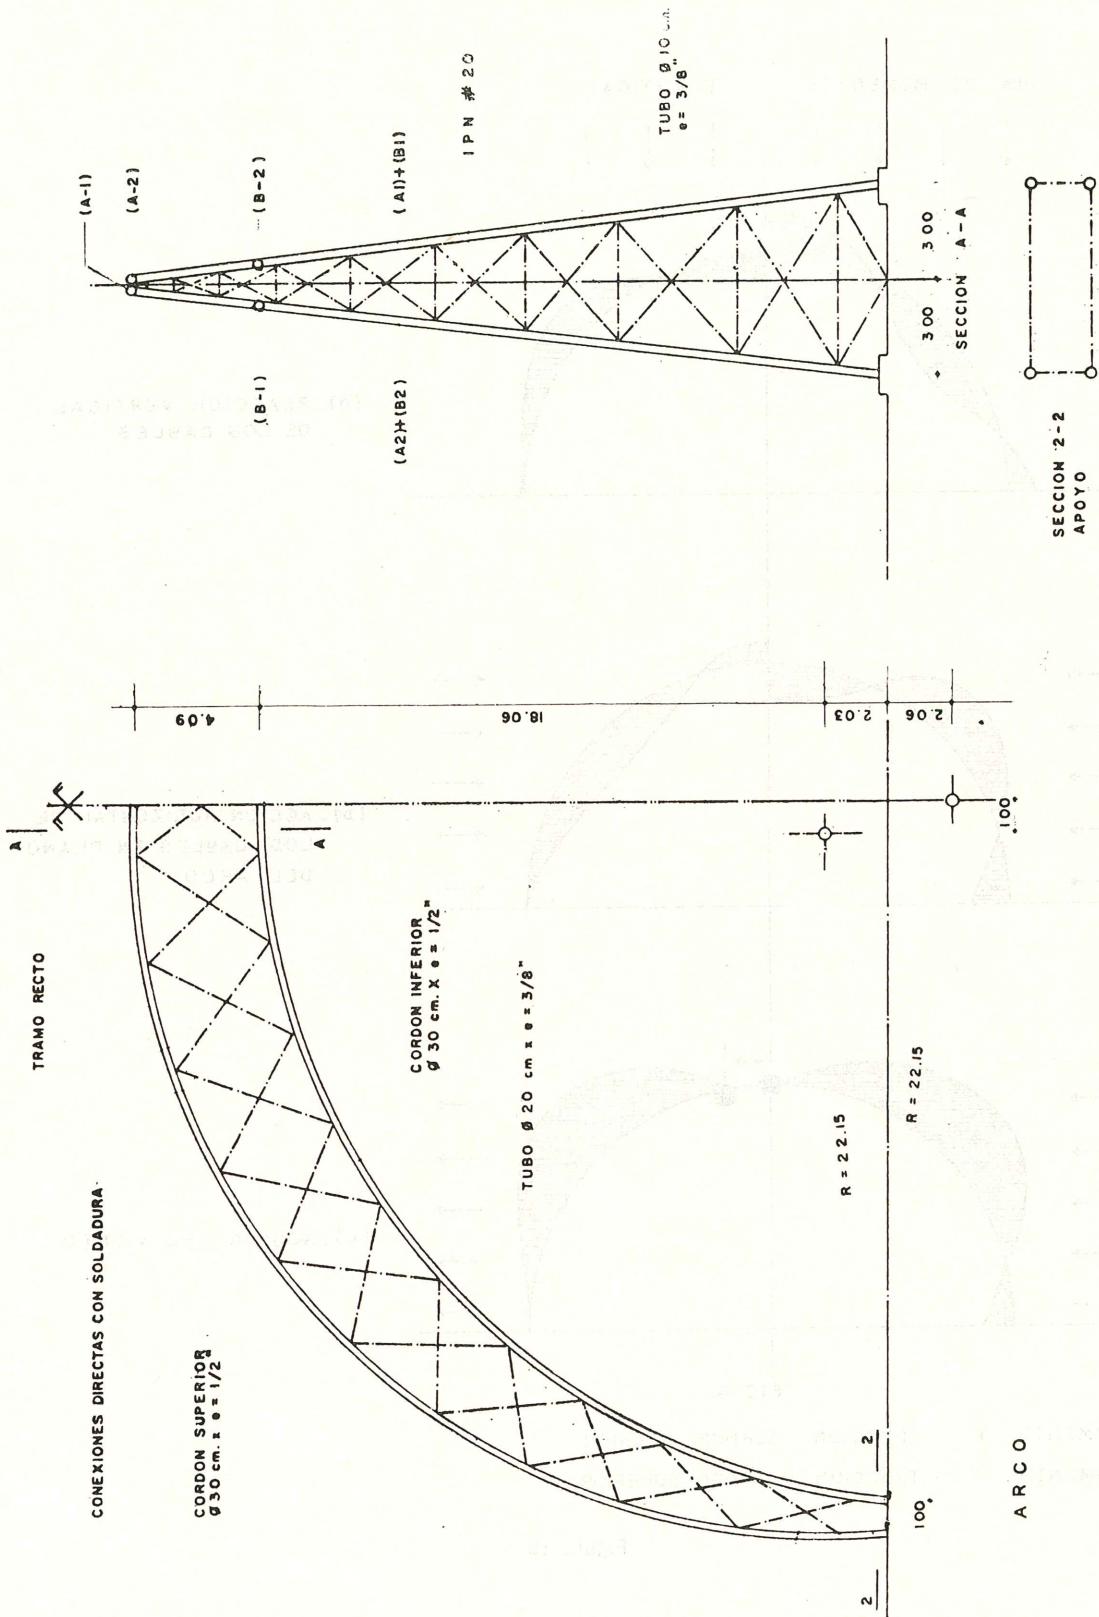 TRAMO RECTO
CONEXIONES DIRECTAS CON SOLDADURA
CORDON SUPERIOR
Ø 30 cm. x e = 1/2"
CORDON INFERIOR
Ø 30 cm. X e = 1/2"
TUBO Ø 20 cm x e = 3/8"
R = 22.15
R = 22.15
A
A
4.09
18.06
2.03
2.06
100
100
2
2
ARCO
(A-1)
(A-2)
(B-2)
(B-1)
(A1)+(B1)
(A2)+(B2)
IPN # 20
TUBO Ø 10 cm.
e= 3/8"
300
300
SECCION A-A
SECCION 2-2
APOYO